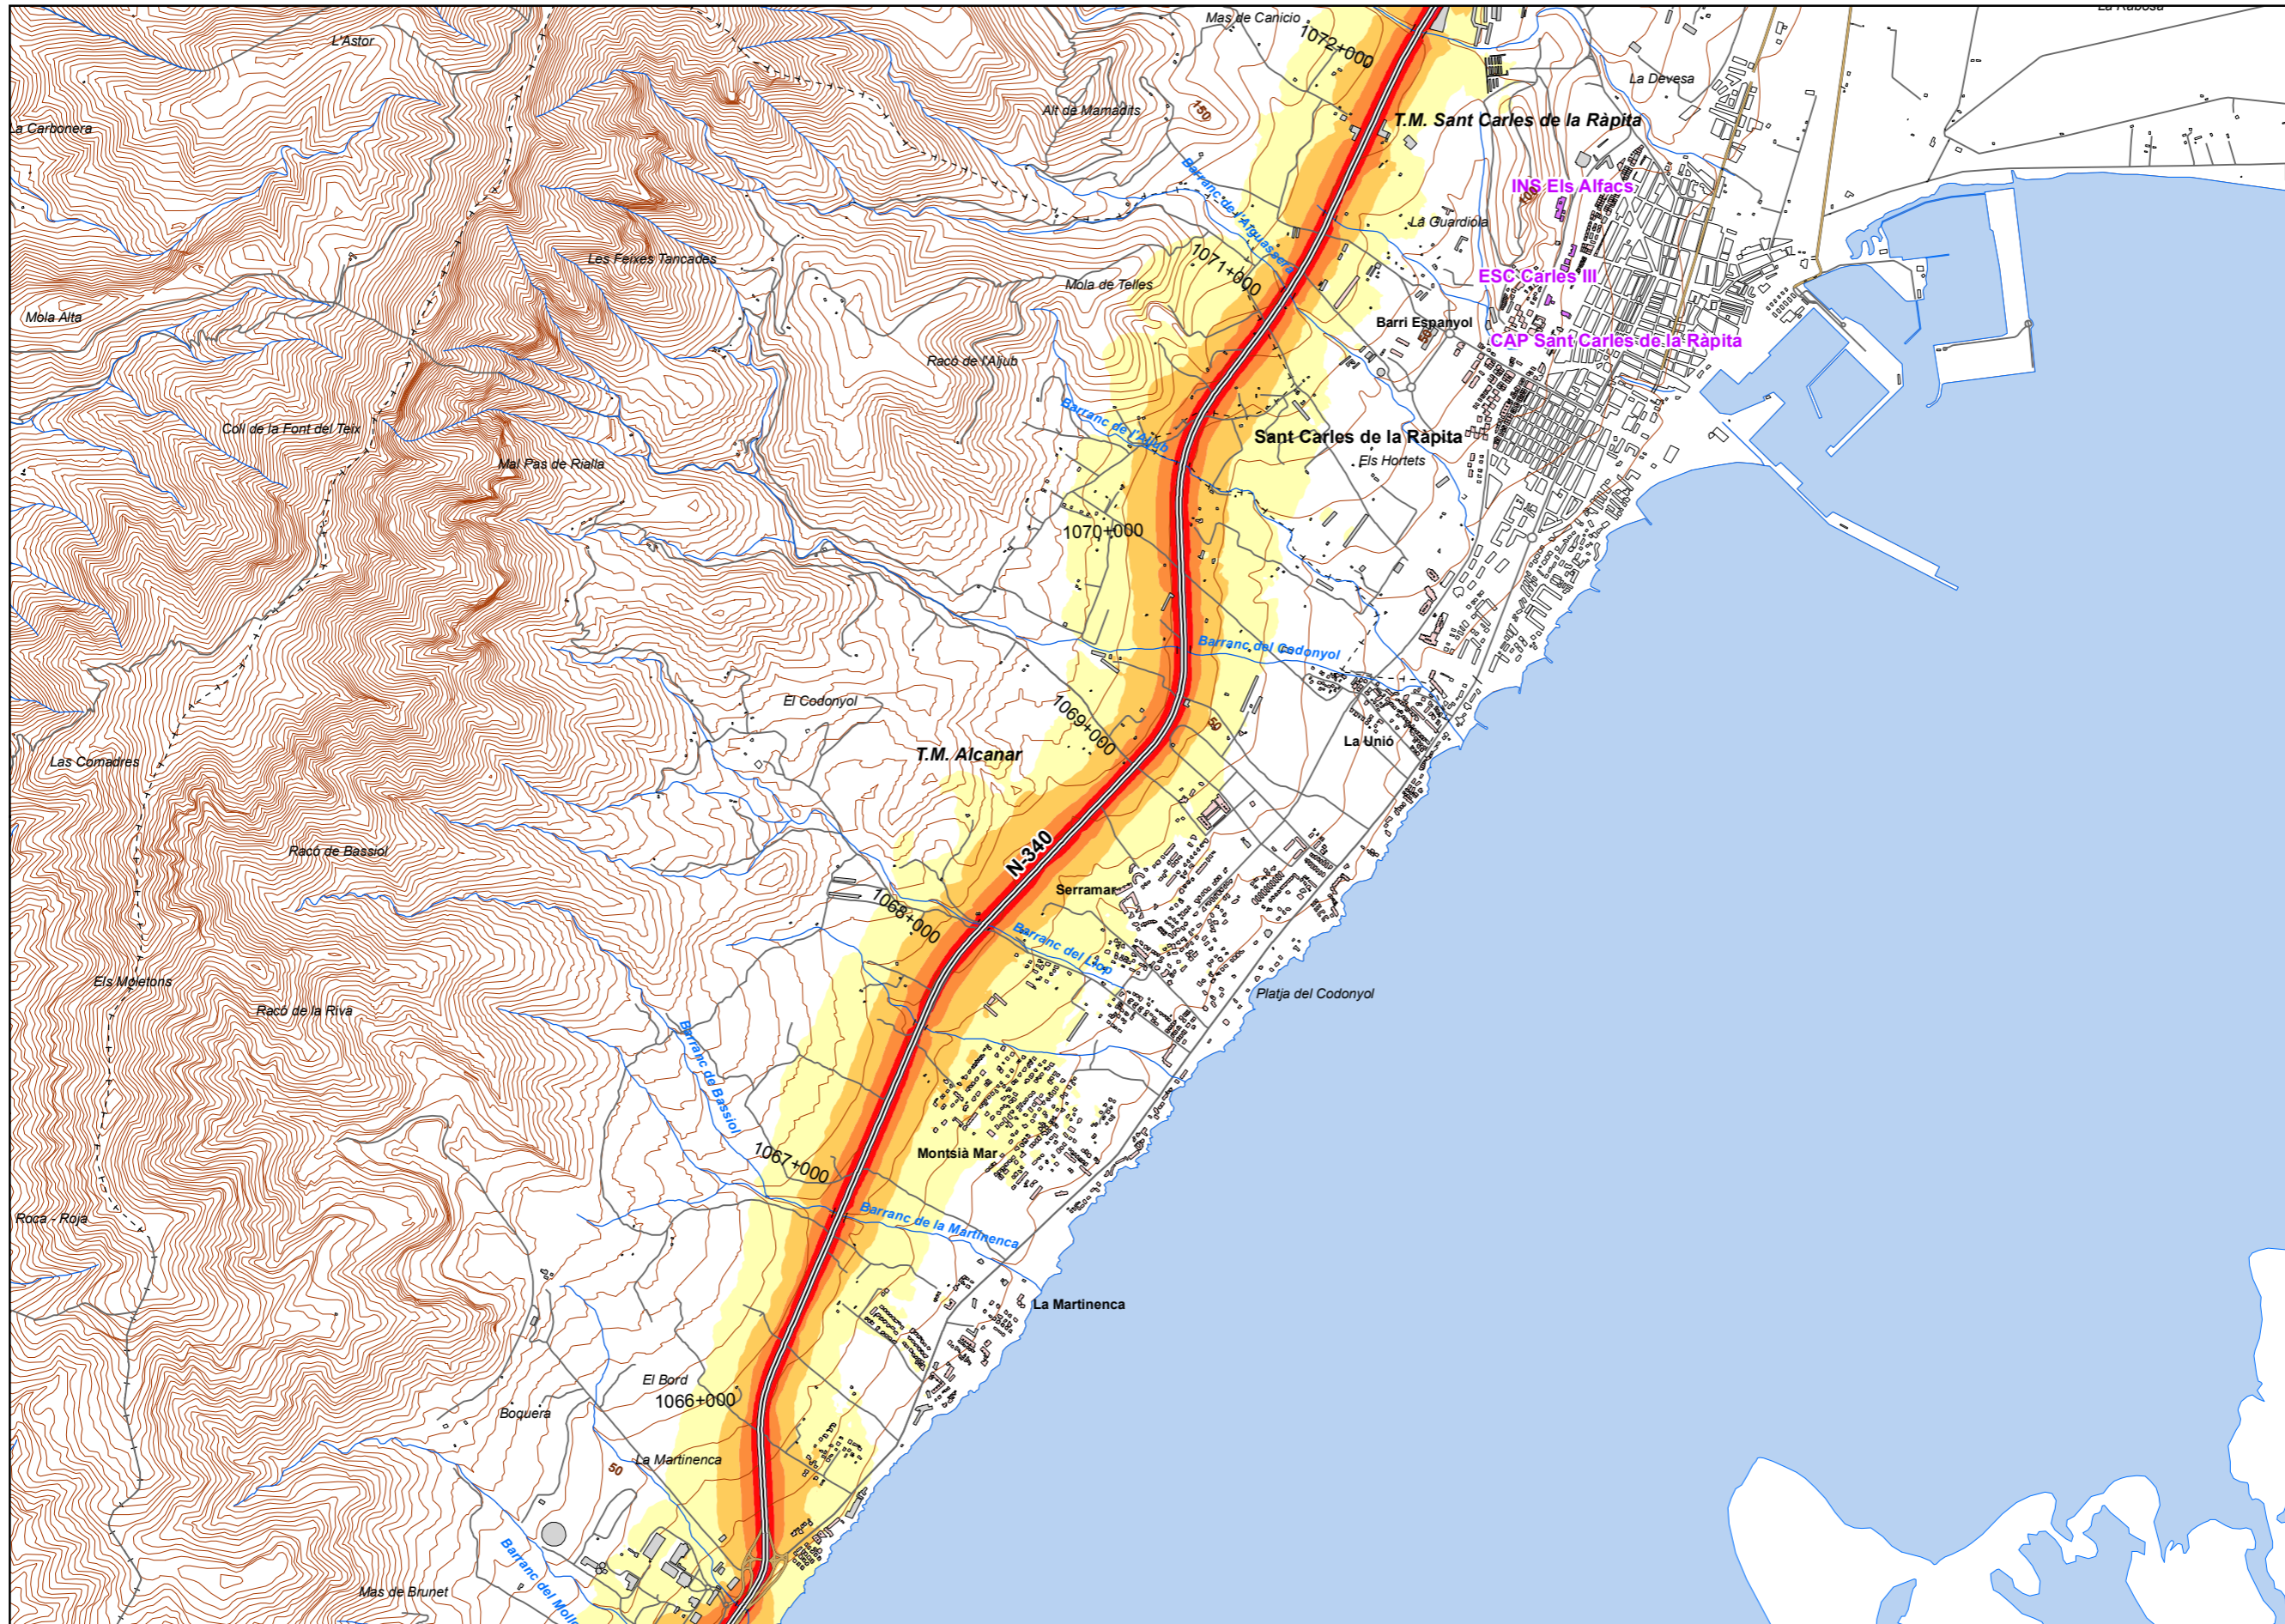 La Rabosa
Mas de Canicio
1072+000
L'Astor
La Devesa
Alt de Mamadits
150
T.M. Sant Carles de la Ràpita
La Carbonera
Barranc de l'Aiguassera
INS Els Alfacs
100
La Guardiola
1071+000
Les Feixes Tancades
ESC Carles III
Mola de Telles
Mola Alta
Barri Espanyol
50
CAP Sant Carles de la Ràpita
Racó de l'Aljub
Barranc de l'Aljub
Coll de la Font del Teix
Sant Carles de la Ràpita
Mal Pas de Rialla
Els Hortets
1070+000
Barranc del Codonyol
El Codonyol
1069+000
50
La Unió
T.M. Alcanar
Las Comadres
Racó de Bassiol
N-340
Serramar
1068+000
Barranc del Llop
Els Moletons
Platja del Codonyol
Racó de la Riva
Barranc de Bassiol
Montsià Mar
1067+000
Roca - Roja
Barranc de la Martinenca
La Martinenca
El Bord
1066+000
Boquera
La Martinenca
50
Mas de Brunet